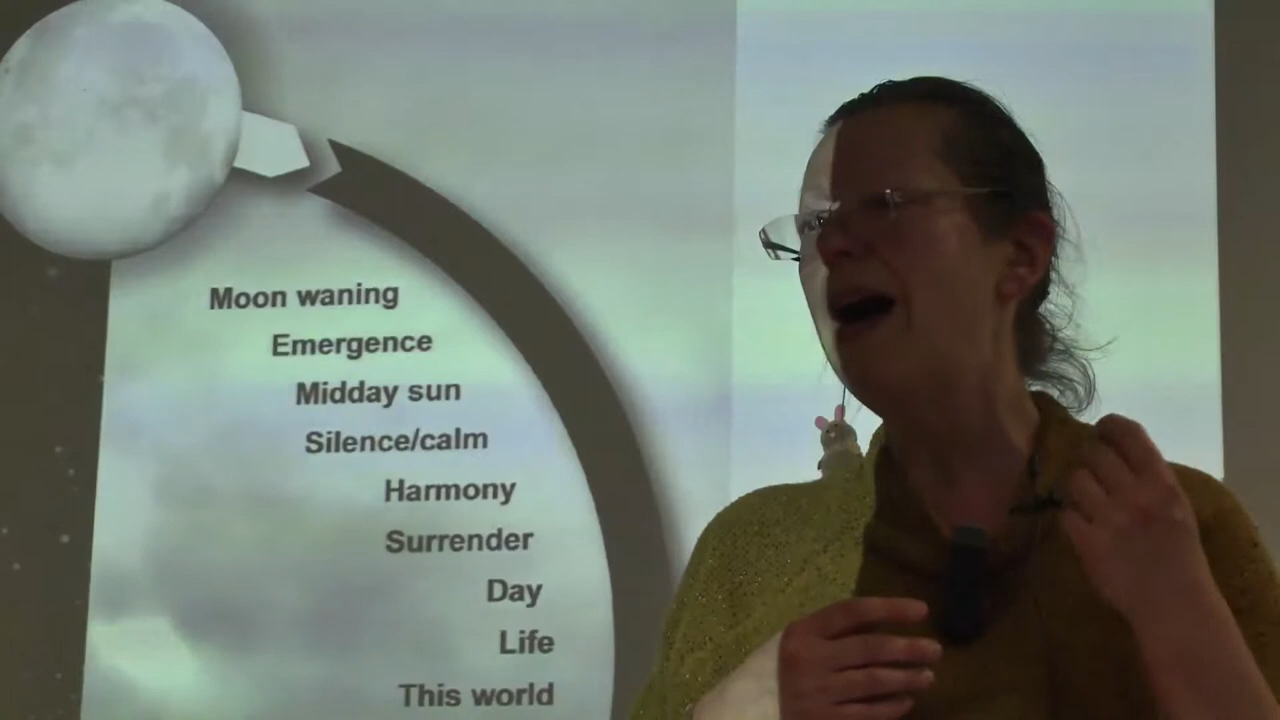 Moon waning
Emergence
Midday sun
Silence/calm
Harmony
Surrender
Day
Life
This world